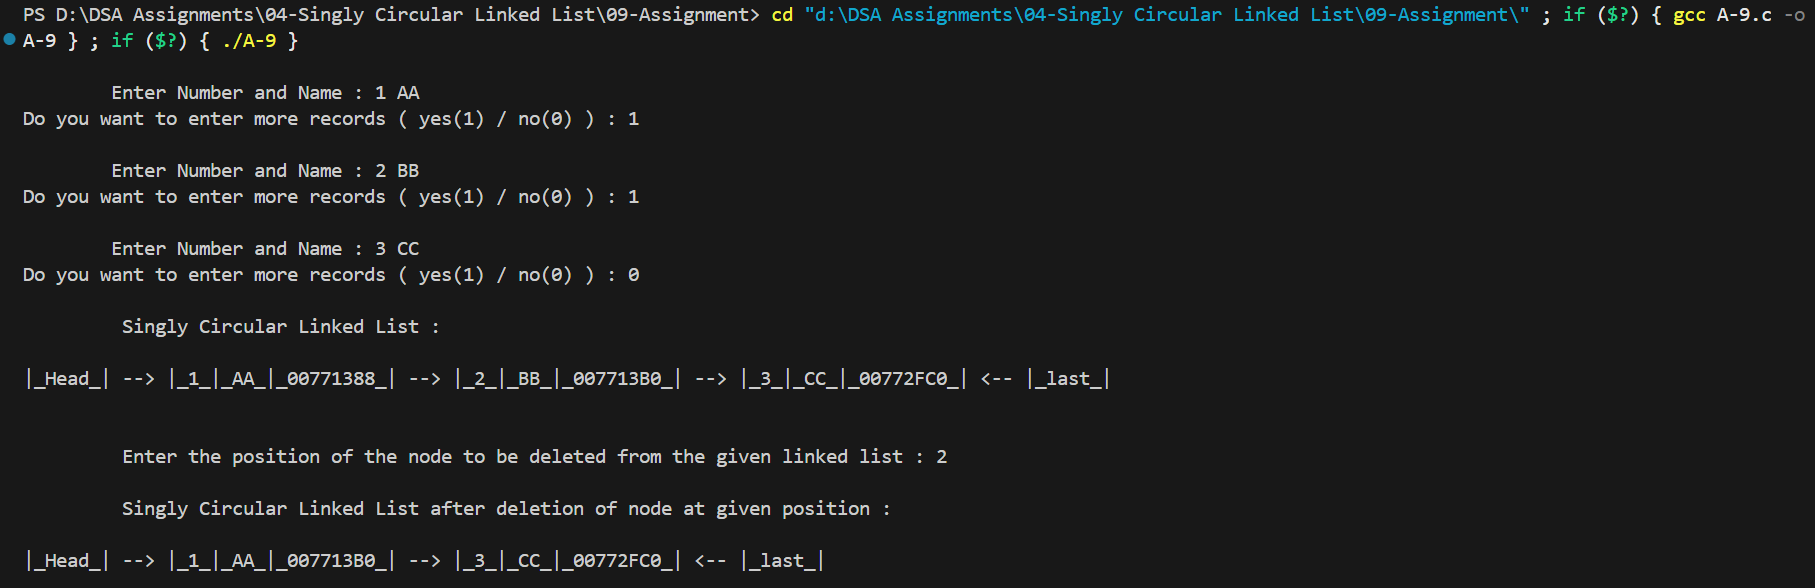 PS D:\DSA Assignments\04-Singly Circular Linked List\09-Assignment> cd "d:\DSA Assignments\04-Singly Circular Linked List\09-Assignment\" ; if ($?) { gcc A-9.c -o
A-9 } ; if ($?) { ./A-9 }
Enter Number and Name : 1 AA
Do you want to enter more records ( yes(1) / no(0) ) : 1
Enter Number and Name : 2 BB
Do you want to enter more records ( yes(1) / no(0) ) : 1
Enter Number and Name : 3 CC
Do you want to enter more records ( yes(1) / no(0) ) : 0
Singly Circular Linked List :
|_Head_| --> |_1_|_AA_|_00771388_| --> |_2_|_BB_|_007713B0_| --> |_3_|_CC_|_00772FC0_| <-- |_last_|
Enter the position of the node to be deleted from the given linked list : 2
Singly Circular Linked List after deletion of node at given position :
|_Head_| --> |_1_|_AA_|_007713B0_| --> |_3_|_CC_|_00772FC0_| <-- |_last_|